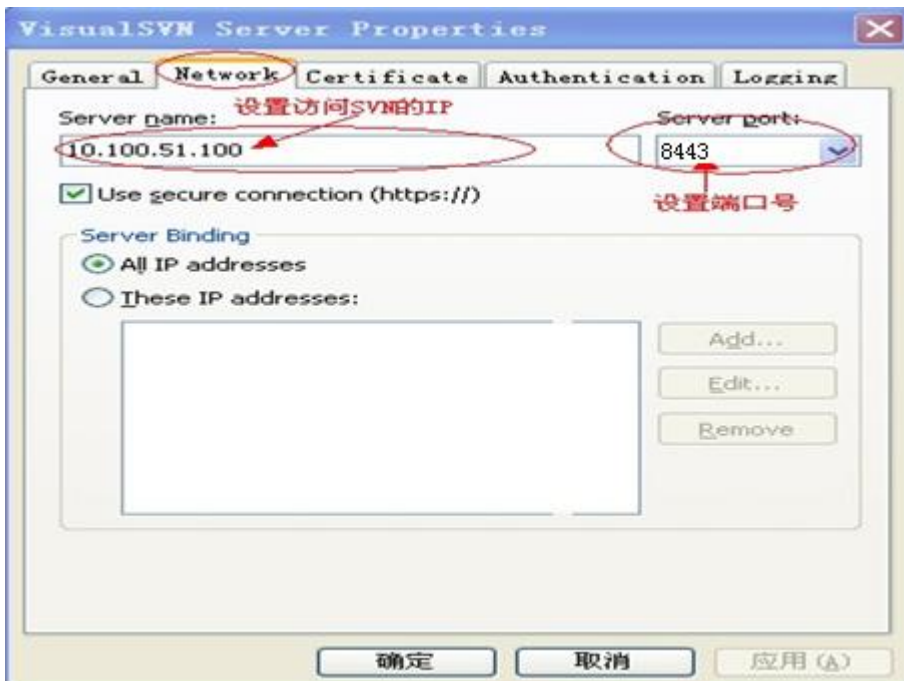 VisualSVN Server Properties
General Network Certificate Authentication Logging
设置访问SVN的IP
Server name: Server port:
10.100.51.100 8443
Use secure connection (https://)
设置端口号
Server Binding
All IP addresses
These IP addresses:
Add...
Edit...
Remove
确定 取消 应用(A)